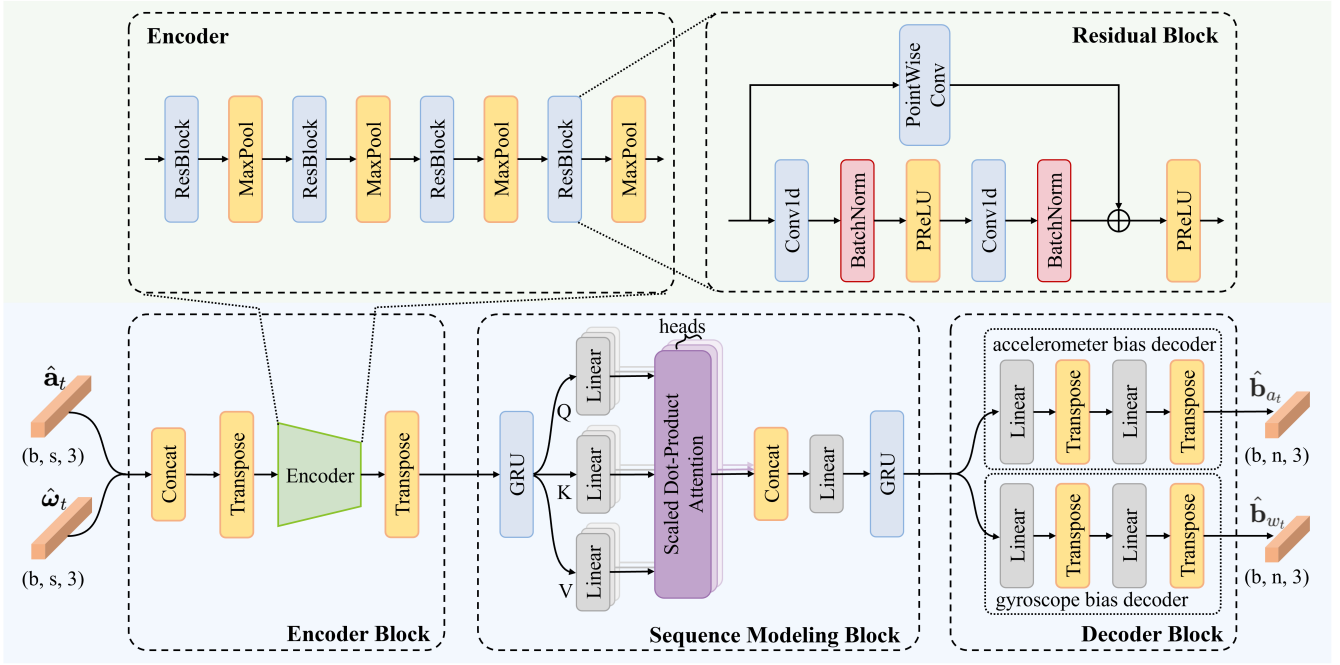 Encoder
ResBlock
MaxPool
ResBlock
MaxPool
ResBlock
MaxPool
ResBlock
MaxPool
Residual Block
PointWise
Conv
Conv1d
BatchNorm
PReLU
Conv1d
BatchNorm
PReLU
â_t
(b, s, 3)
ω̂_t
(b, s, 3)
Concat
Transpose
Encoder
Transpose
Encoder Block
GRU
Q
K
V
Linear
Linear
Linear
heads
Scaled Dot-Product
Attention
Concat
Linear
GRU
Sequence Modeling Block
accelerometer bias decoder
Linear
Transpose
Linear
Transpose
Linear
Transpose
Linear
Transpose
gyroscope bias decoder
Decoder Block
b̂_{a_t}
(b, n, 3)
b̂_{w_t}
(b, n, 3)